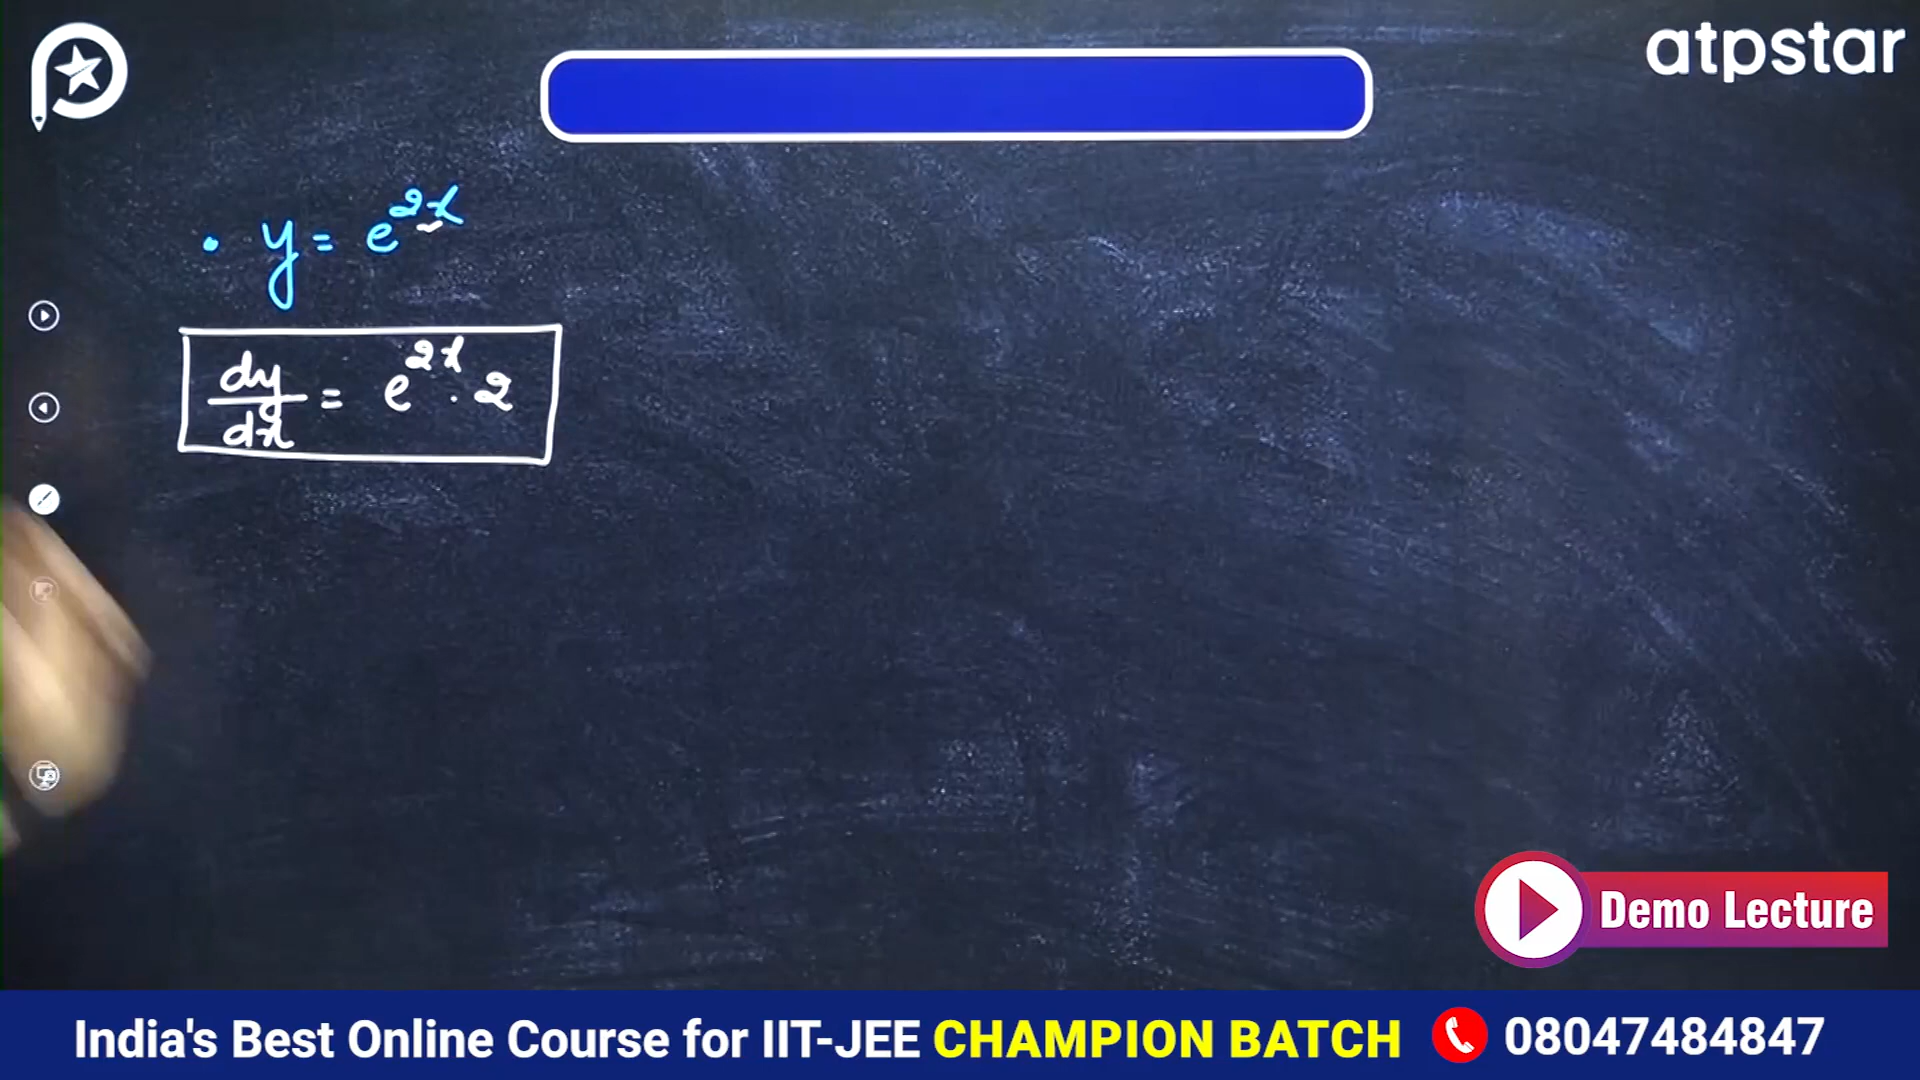 atpstar
• y = e^{2x}
dy/dx = e^{2x} . 2
Demo Lecture
India's Best Online Course for IIT-JEE CHAMPION BATCH 08047484847